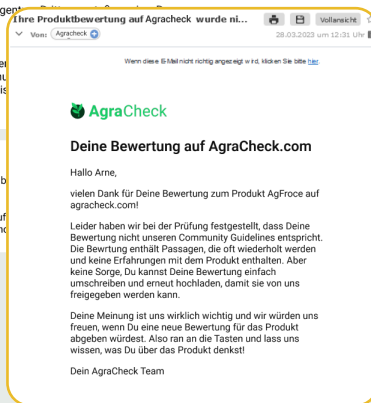 Ihre Produktbewertung auf Agracheck wurde ni...
Vollansicht
Von: Agracheck
28.03.2023 um 12:31 Uhr
Wenn diese E-Mail nicht richtig angezeigt wird, klicken Sie bitte hier.
AgraCheck
Deine Bewertung auf AgraCheck.com
Hallo Arne,
vielen Dank für Deine Bewertung zum Produkt AgFroce auf
agracheck.com!
Leider haben wir bei der Prüfung festgestellt, dass Deine
Bewertung nicht unseren Community Guidelines entspricht.
Die Bewrtung enthält Passagen, die oft wiederholt werden
und keine Erfahrungen mit dem Produkt enthalten. Aber
keine Sorge, Du kannst Deine Bewertung einfach
umschreiben und erneut hochladen, damit sie von uns
freigegeben werden kann.
Deine Meinung ist uns wirklich wichtig und wir würden uns
freuen, wenn Du eine neue Bewertung für das Produkt
abgeben würdest. Also ran an die Tasten und lass uns
wissen, was Du über das Produkt denkst!
Dein AgraCheck Team